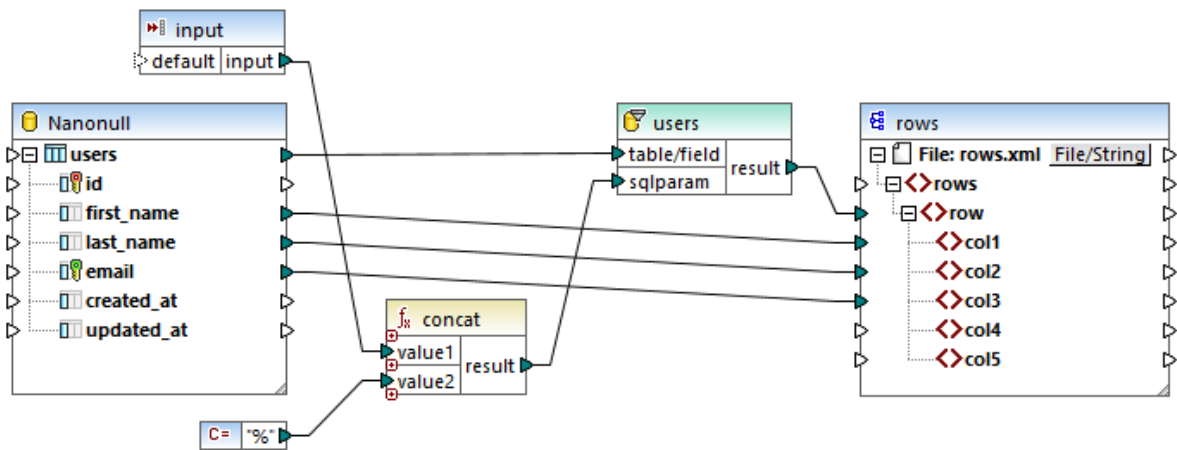 input
default input
Nanonull
users
id
first_name
last_name
email
created_at
updated_at
users
table/field
sqlparam
result
fx concat
value1
value2
result
C= "%"
rows
File: rows.xml File/String
rows
row
col1
col2
col3
col4
col5